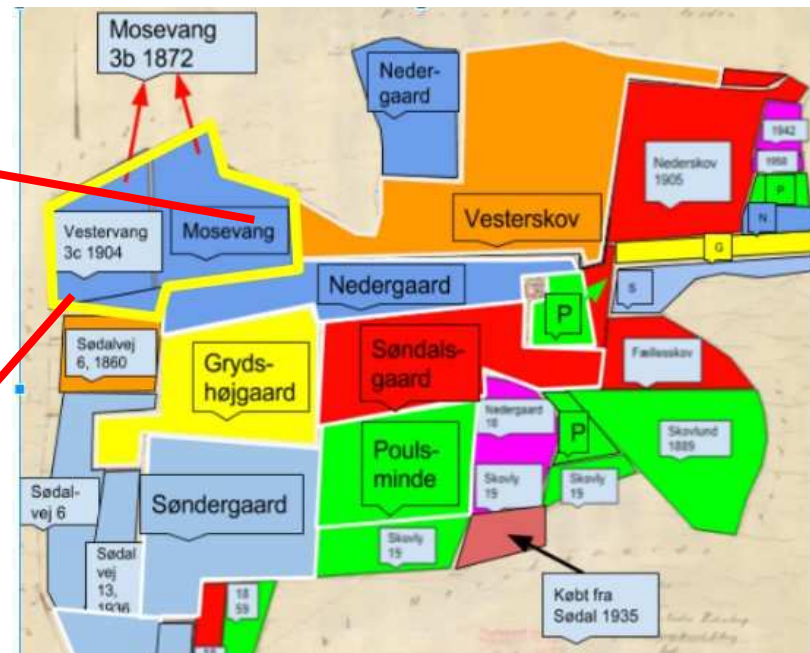 Mosevang
3b 1872
Neder-
gaard
1942
1958
Nederskov
1905
P
N
Vesterskov
Vestervang
3c 1904
Mosevang
G
Nedergaard
S
P
Sødalvej
6, 1860
Gryds-
højgaard
Søndals-
gaard
Fællesskov
Nedergaard
18
P
Skovlund
1889
Pouls-
minde
Sødal-
vej 6
Søndergaard
Skovly
19
Skovly
19
Sødal
vej
13,
1936
Skovly
19
18
59
Købt fra
Sødal 1935